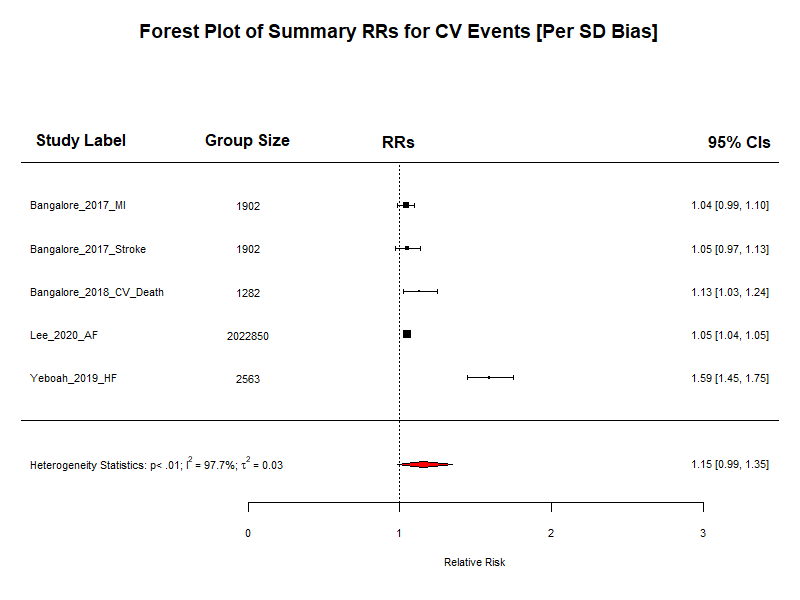 Forest Plot of Summary RRs for CV Events [Per SD Bias]
Study Label Group Size RRs 95% CIs
Bangalore_2017_MI 1902 1.04 [0.99, 1.10]
Bangalore_2017_Stroke 1902 1.05 [0.97, 1.13]
Bangalore_2018_CV_Death 1282 1.13 [1.03, 1.24]
Lee_2020_AF 2022850 1.05 [1.04, 1.05]
Yeboah_2019_HF 2563 1.59 [1.45, 1.75]
Heterogeneity Statistics: p< .01; I² = 97.7%; τ² = 0.03 1.15 [0.99, 1.35]
0 1 2 3
Relative Risk